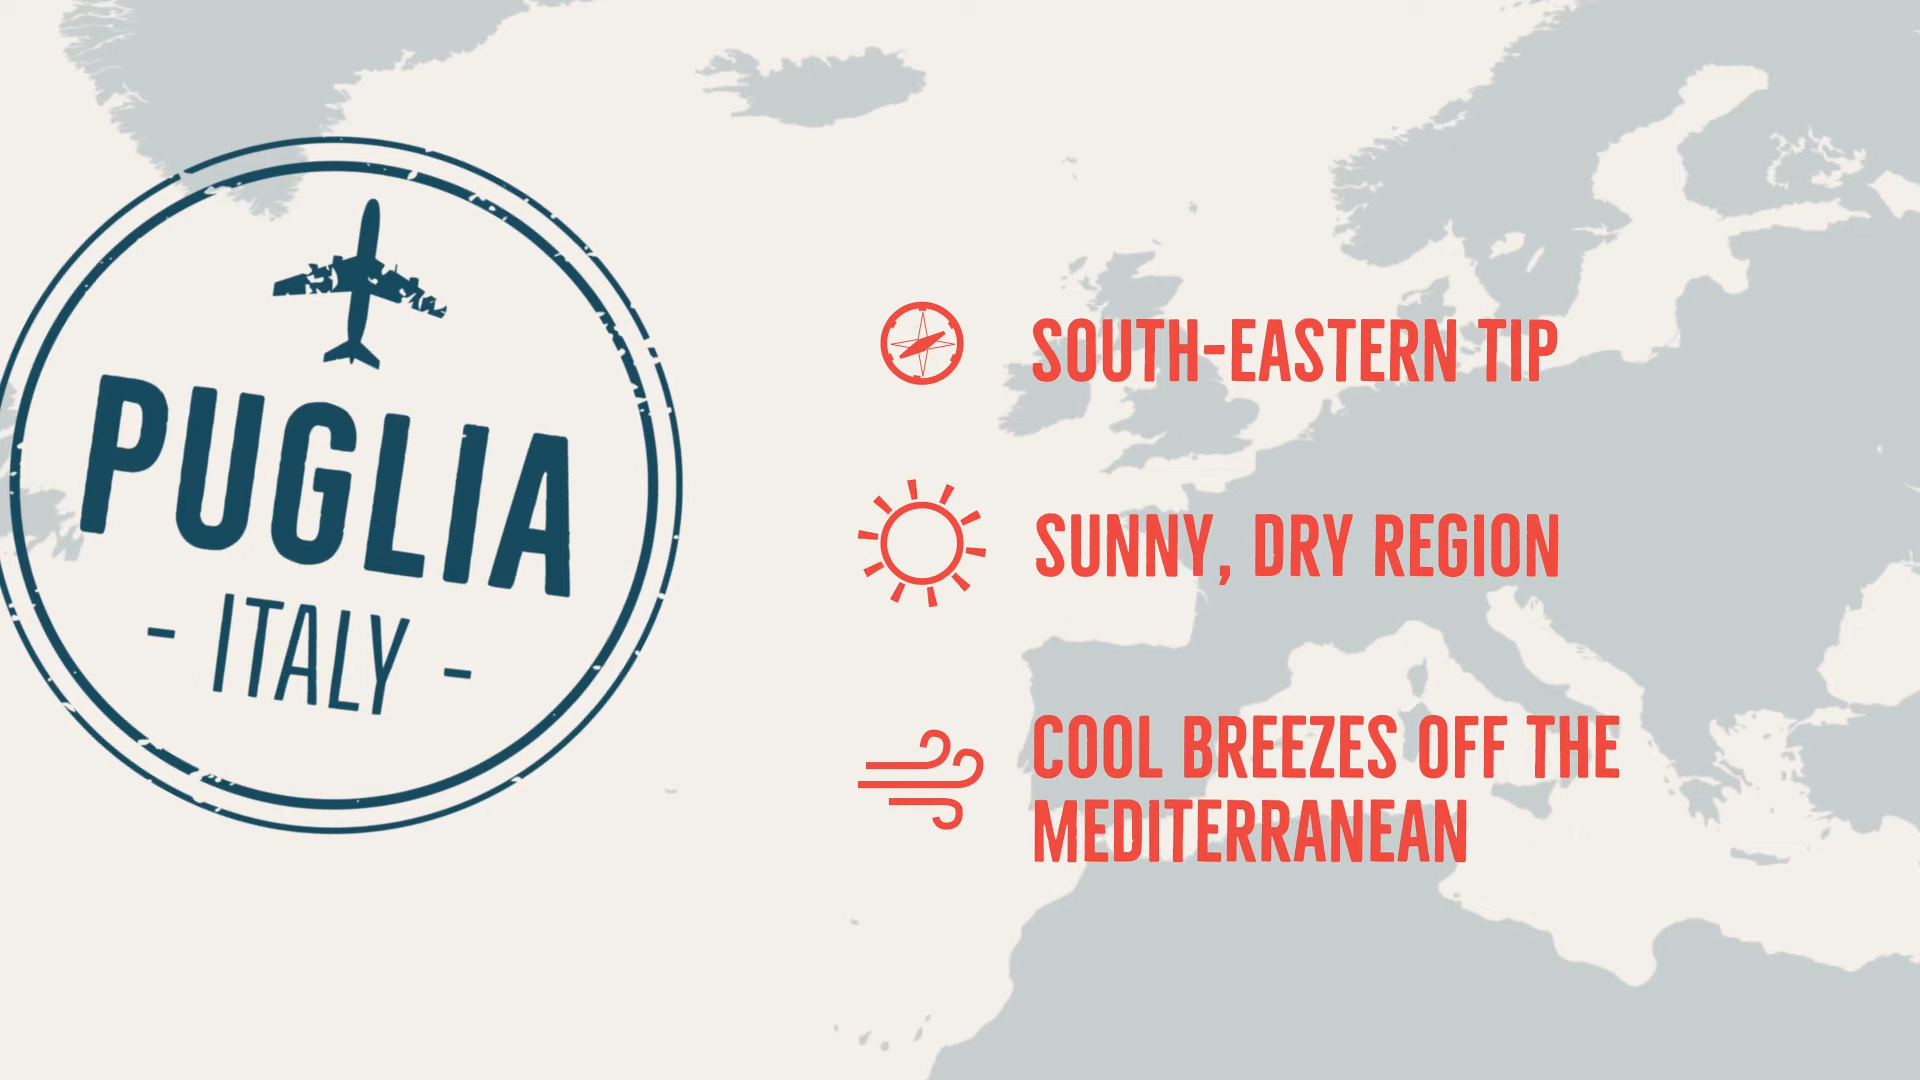 PUGLIA
- ITALY -
SOUTH-EASTERN TIP
SUNNY, DRY REGION
COOL BREEZES OFF THE
MEDITERRANEAN